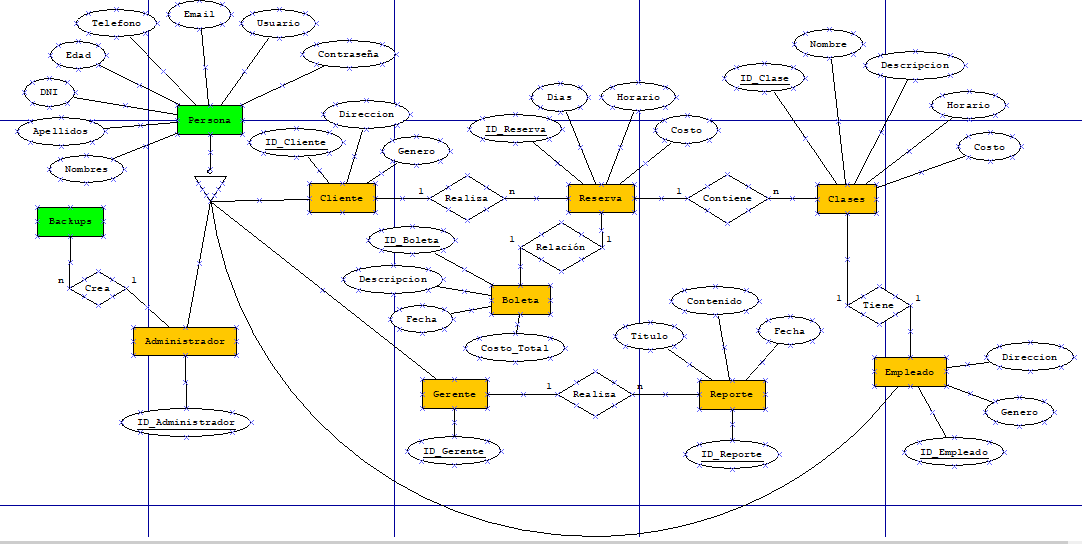 Telefono
Email
Usuario
Edad
Contraseña
DNI
Persona
Apellidos
Nombres
Direccion
ID_Cliente
Genero
Cliente
1
Realiza
n
Dias
Horario
ID_Reserva
Costo
Reserva
1
Contiene
n
Nombre
Descripcion
ID_Clase
Horario
Costo
Clases
Backups
n
Crea
1
Administrador
ID_Administrador
ID_Boleta
1
Relación
1
Descripcion
Boleta
Fecha
Costo_Total
Gerente
1
Realiza
n
ID_Gerente
Contenido
Titulo
Fecha
Reporte
ID_Reporte
1
Tiene
1
Empleado
Direccion
Genero
ID_Empleado